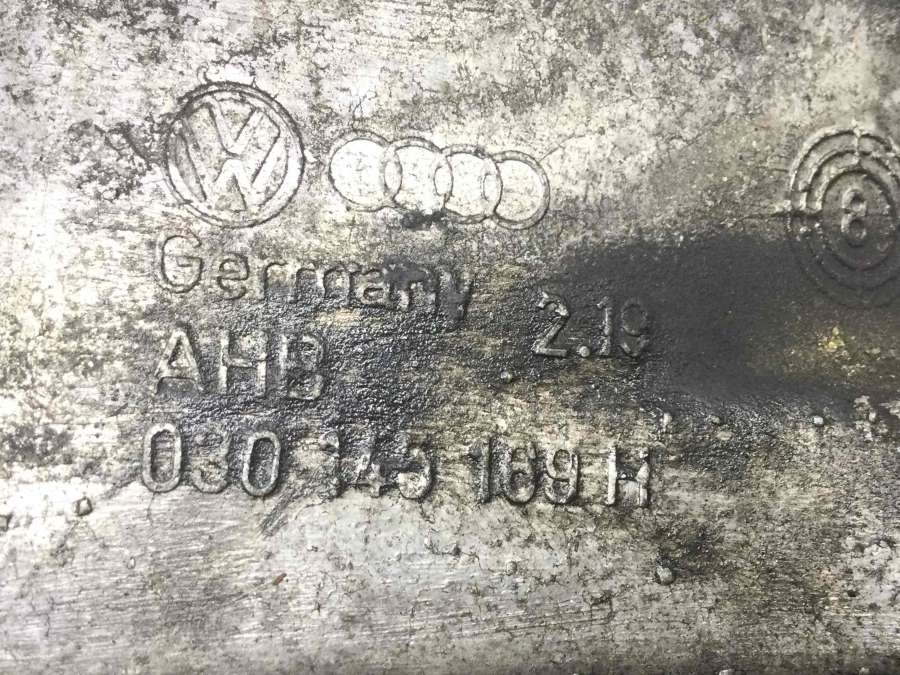 VW
Germany
AHB 2.19
030 145 169 H
8